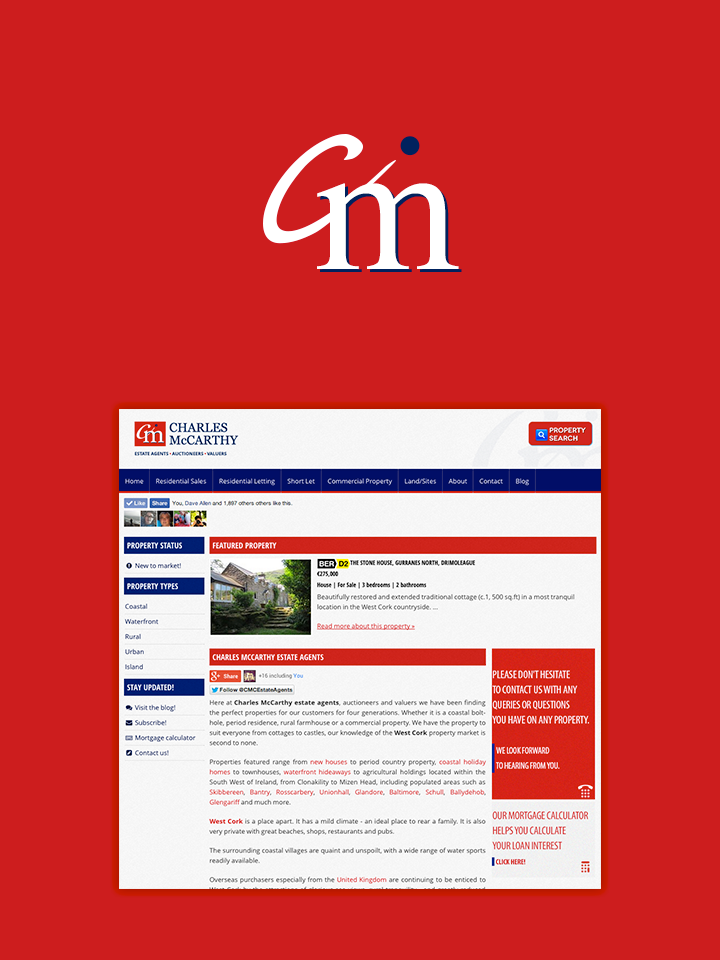 Cm
Cm CHARLES
McCARTHY
ESTATE AGENTS • AUCTIONEERS • VALUERS
PROPERTY
SEARCH
Home Residential Sales Residential Letting Short Let Commercial Property Land/Sites About Contact Blog
Like Share You, Dave Allen and 1,897 others others like this.
PROPERTY STATUS
New to market!
PROPERTY TYPES
Coastal
Waterfront
Rural
Urban
Island
STAY UPDATED!
Visit the blog!
Subscribe!
Mortgage calculator
Contact us!
FEATURED PROPERTY
BER D2 THE STONE HOUSE, GURRANES NORTH, DRIMOLEAGUE
€275,000
House | For Sale | 3 bedrooms | 2 bathrooms
Beautifully restored and extended traditional cottage (c.1, 500 sq.ft) in a most tranquil
location in the West Cork countryside. ...
Read more about this property »
CHARLES MCCARTHY ESTATE AGENTS
g+ Share +16 including You
Follow @CMCEstateAgents
Here at Charles McCarthy estate agents, auctioneers and valuers we have been finding
the perfect properties for our customers for four generations. Whether it is a coastal bolt-
hole, period residence, rural farmhouse or a commercial property. We have the property to
suit everyone from cottages to castles, our knowledge of the West Cork property market is
second to none.
Properties featured range from new houses to period country property, coastal holiday
homes to townhouses, waterfront hideaways to agricultural holdings located within the
South West of Ireland, from Clonakilty to Mizen Head, including populated areas such as
Skibbereen, Bantry, Rosscarbery, Unionhall, Glandore, Baltimore, Schull, Ballydehob,
Glengariff and much more.
West Cork is a place apart. It has a mild climate - an ideal place to rear a family. It is also
very private with great beaches, shops, restaurants and pubs.
The surrounding coastal villages are quaint and unspoilt, with a wide range of water sports
readily available.
Overseas purchasers especially from the United Kingdom are continuing to be enticed to
PLEASE DON'T HESITATE
TO CONTACT US WITH ANY
QUERIES OR QUESTIONS
YOU HAVE ON ANY PROPERTY.
WE LOOK FORWARD
TO HEARING FROM YOU.
OUR MORTGAGE CALCULATOR
HELPS YOU CALCULATE
YOUR LOAN INTEREST
CLICK HERE!